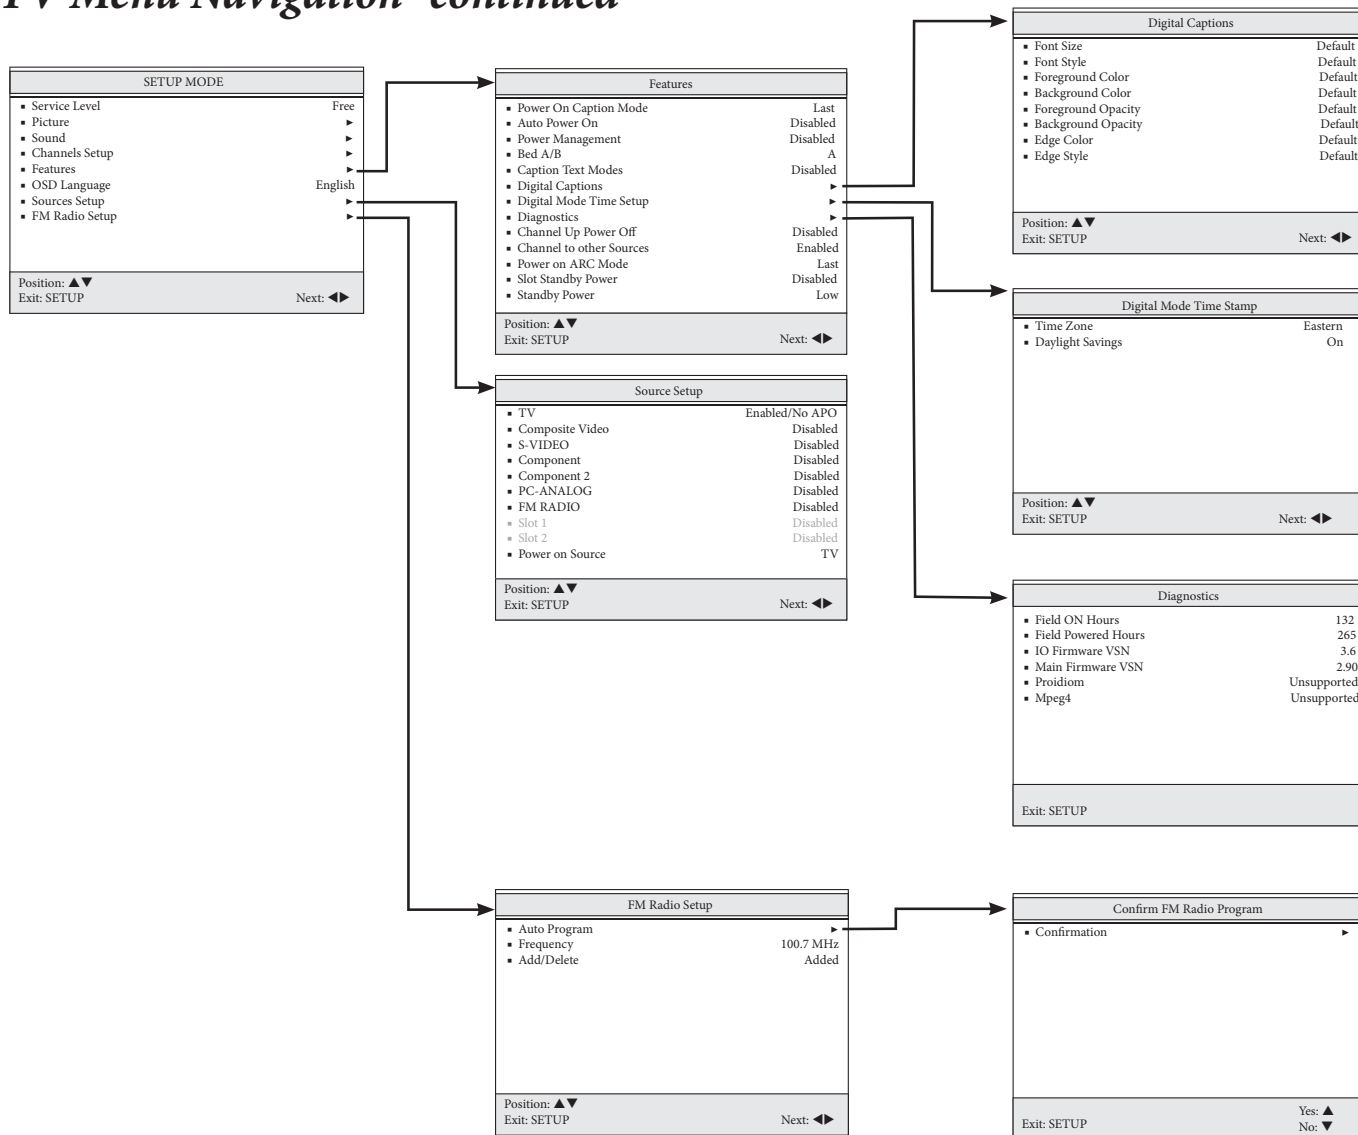 TV Menu Navigation- continued
SETUP MODE
▪ Service Level Free
▪ Picture ►
▪ Sound ►
▪ Channels Setup ►
▪ Features ►
▪ OSD Language English
▪ Sources Setup ►
▪ FM Radio Setup ►
Position: ▲▼
Exit: SETUP Next: ◀▶
Features
▪ Power On Caption Mode Last
▪ Auto Power On Disabled
▪ Power Management Disabled
▪ Bed A/B A
▪ Caption Text Modes Disabled
▪ Digital Captions ►
▪ Digital Mode Time Setup ►
▪ Diagnostics ►
▪ Channel Up Power Off Disabled
▪ Channel to other Sources Enabled
▪ Power on ARC Mode Last
▪ Slot Standby Power Disabled
▪ Standby Power Low
Position: ▲▼
Exit: SETUP Next: ◀▶
Source Setup
▪ TV Enabled/No APO
▪ Composite Video Disabled
▪ S-VIDEO Disabled
▪ Component Disabled
▪ Component 2 Disabled
▪ PC-ANALOG Disabled
▪ FM RADIO Disabled
▪ Slot 1 Disabled
▪ Slot 2 Disabled
▪ Power on Source TV
Position: ▲▼
Exit: SETUP Next: ◀▶
Digital Captions
▪ Font Size Default
▪ Font Style Default
▪ Foreground Color Default
▪ Background Color Default
▪ Foreground Opacity Default
▪ Background Opacity Default
▪ Edge Color Default
▪ Edge Style Default
Position: ▲▼
Exit: SETUP Next: ◀▶
Digital Mode Time Stamp
▪ Time Zone Eastern
▪ Daylight Savings On
Position: ▲▼
Exit: SETUP Next: ◀▶
Diagnostics
▪ Field ON Hours 132
▪ Field Powered Hours 265
▪ IO Firmware VSN 3.6
▪ Main Firmware VSN 2.90
▪ Proidiom Unsupported
▪ Mpeg4 Unsupported
Exit: SETUP
FM Radio Setup
▪ Auto Program ►
▪ Frequency 100.7 MHz
▪ Add/Delete Added
Position: ▲▼
Exit: SETUP Next: ◀▶
Confirm FM Radio Program
▪ Confirmation ►
Yes: ▲
Exit: SETUP No: ▼